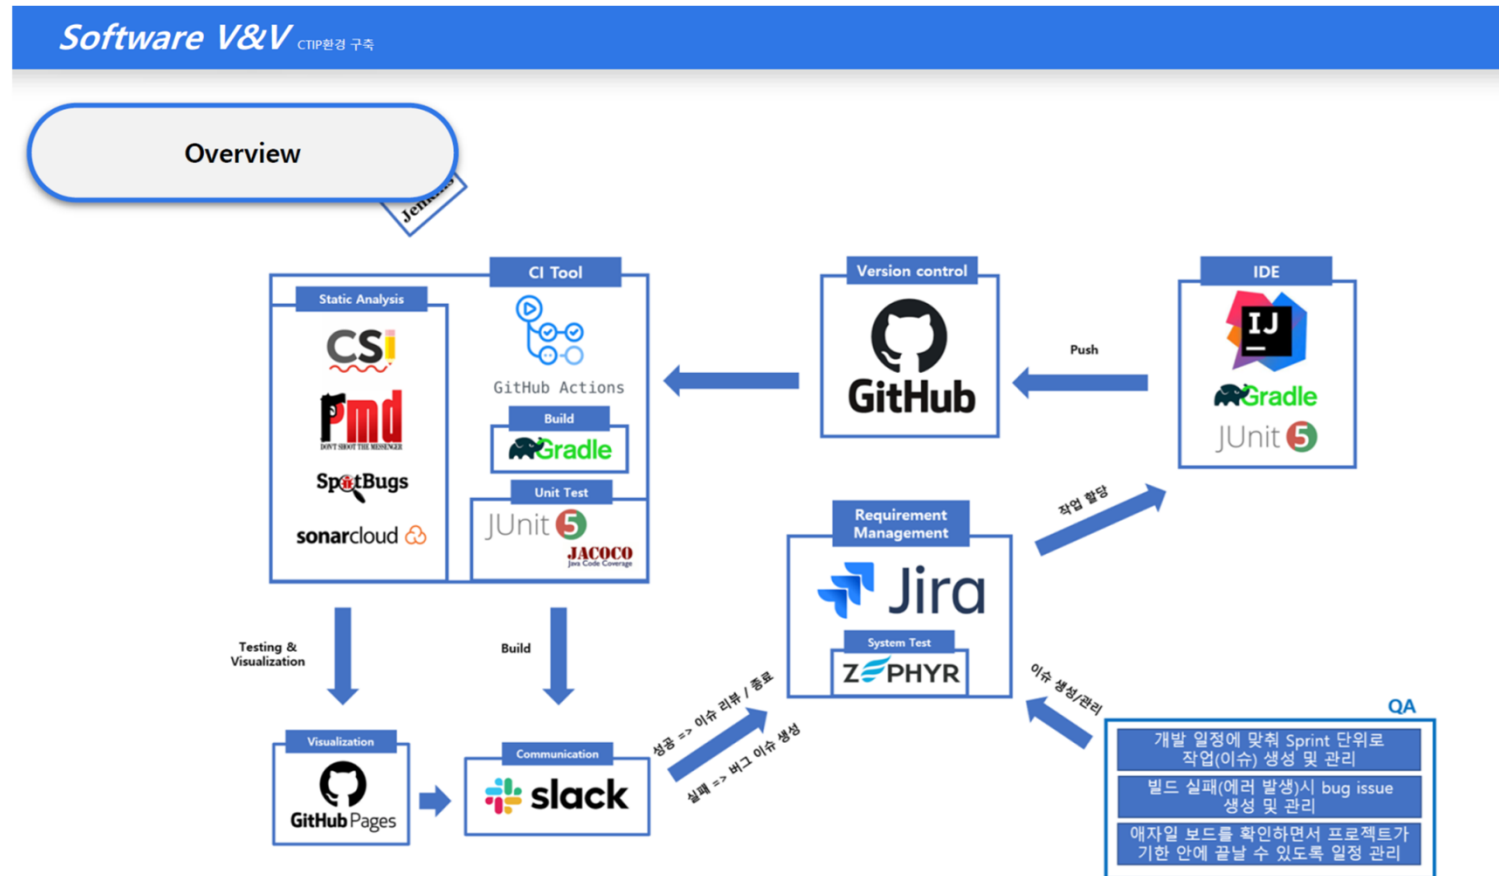 Software V&V CTIP환경 구축
Overview
CI Tool
Static Analysis
CSi
Pmd
DON'T SHOOT THE MESSENGER
SpotBugs
sonarcloud
GitHub Actions
Build
Gradle
Unit Test
JUnit 5
JACOCO
Java Code Coverage
Version control
GitHub
Push
IDE
IJ
Gradle
JUnit 5
작업 할당
Requirement
Management
Jira
System Test
ZEPHYR
이슈 생성/관리
Testing &
Visualization
Build
성공 => 이슈 리뷰 / 종료
실패 => 버그 이슈 생성
Visualization
GitHub Pages
Communication
slack
QA
개발 일정에 맞춰 Sprint 단위로
작업(이슈) 생성 및 관리
빌드 실패(에러 발생)시 bug issue
생성 및 관리
애자일 보드를 확인하면서 프로젝트가
기한 안에 끝날 수 있도록 일정 관리